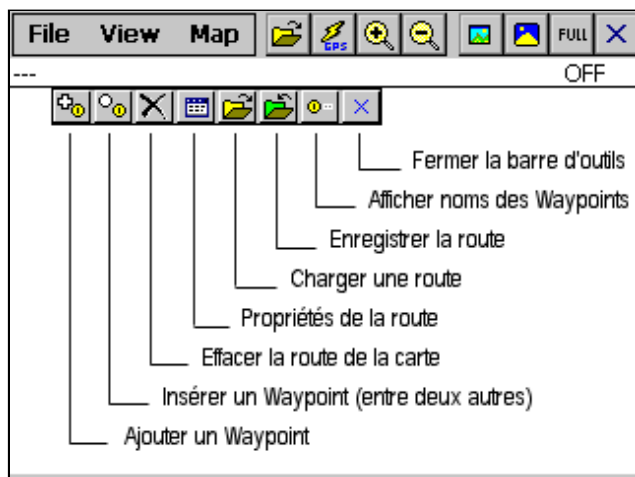 File View Map GPS FULL
--- OFF
Fermer la barre d'outils
Afficher noms des Waypoints
Enregistrer la route
Charger une route
Propriétés de la route
Effacer la route de la carte
Insérer un Waypoint (entre deux autres)
Ajouter un Waypoint